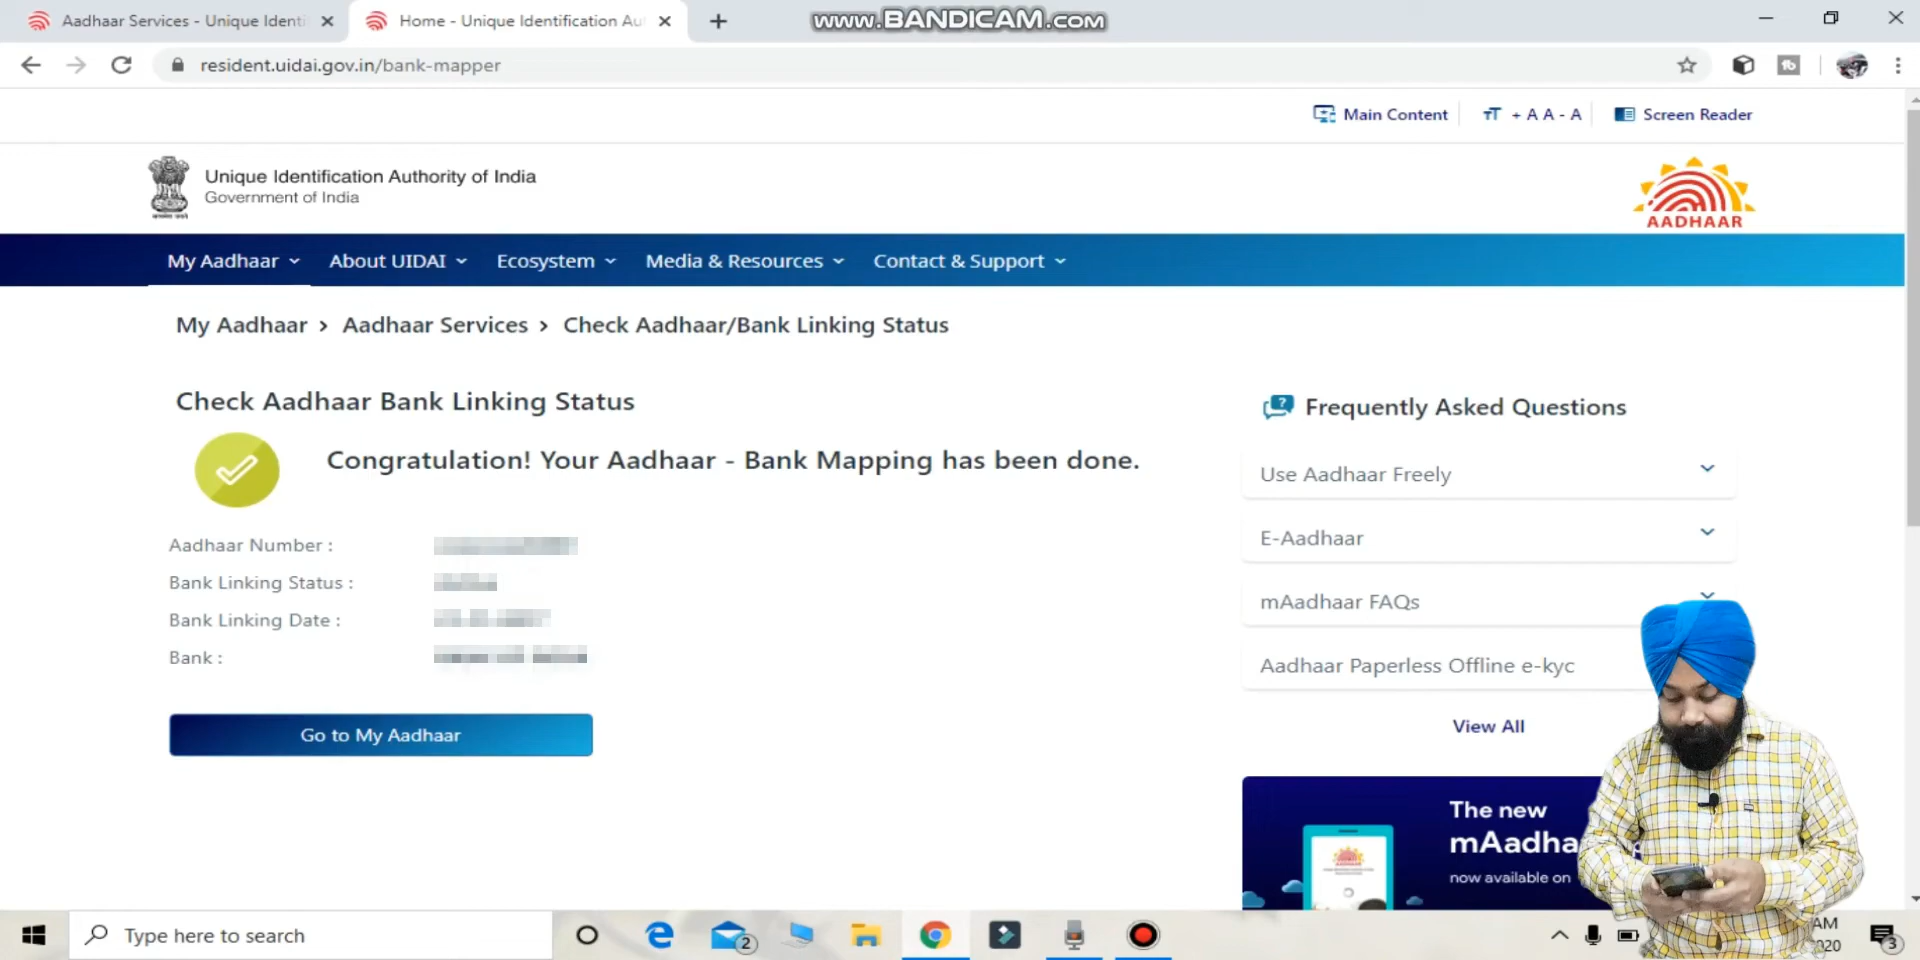 Aadhaar Services - Unique Identi
Home - Unique Identification Au
www.BANDICAM.com
resident.uidai.gov.in/bank-mapper
Main Content
+ A A - A
Screen Reader
Unique Identification Authority of India
Government of India
AADHAAR
My Aadhaar
About UIDAI
Ecosystem
Media & Resources
Contact & Support
My Aadhaar > Aadhaar Services > Check Aadhaar/Bank Linking Status
Check Aadhaar Bank Linking Status
Congratulation! Your Aadhaar - Bank Mapping has been done.
Aadhaar Number :
Bank Linking Status :
Bank Linking Date :
Bank :
Go to My Aadhaar
Frequently Asked Questions
Use Aadhaar Freely
E-Aadhaar
mAadhaar FAQs
Aadhaar Paperless Offline e-kyc
View All
The new
mAadha
now available on
Type here to search
2
AM
020
3